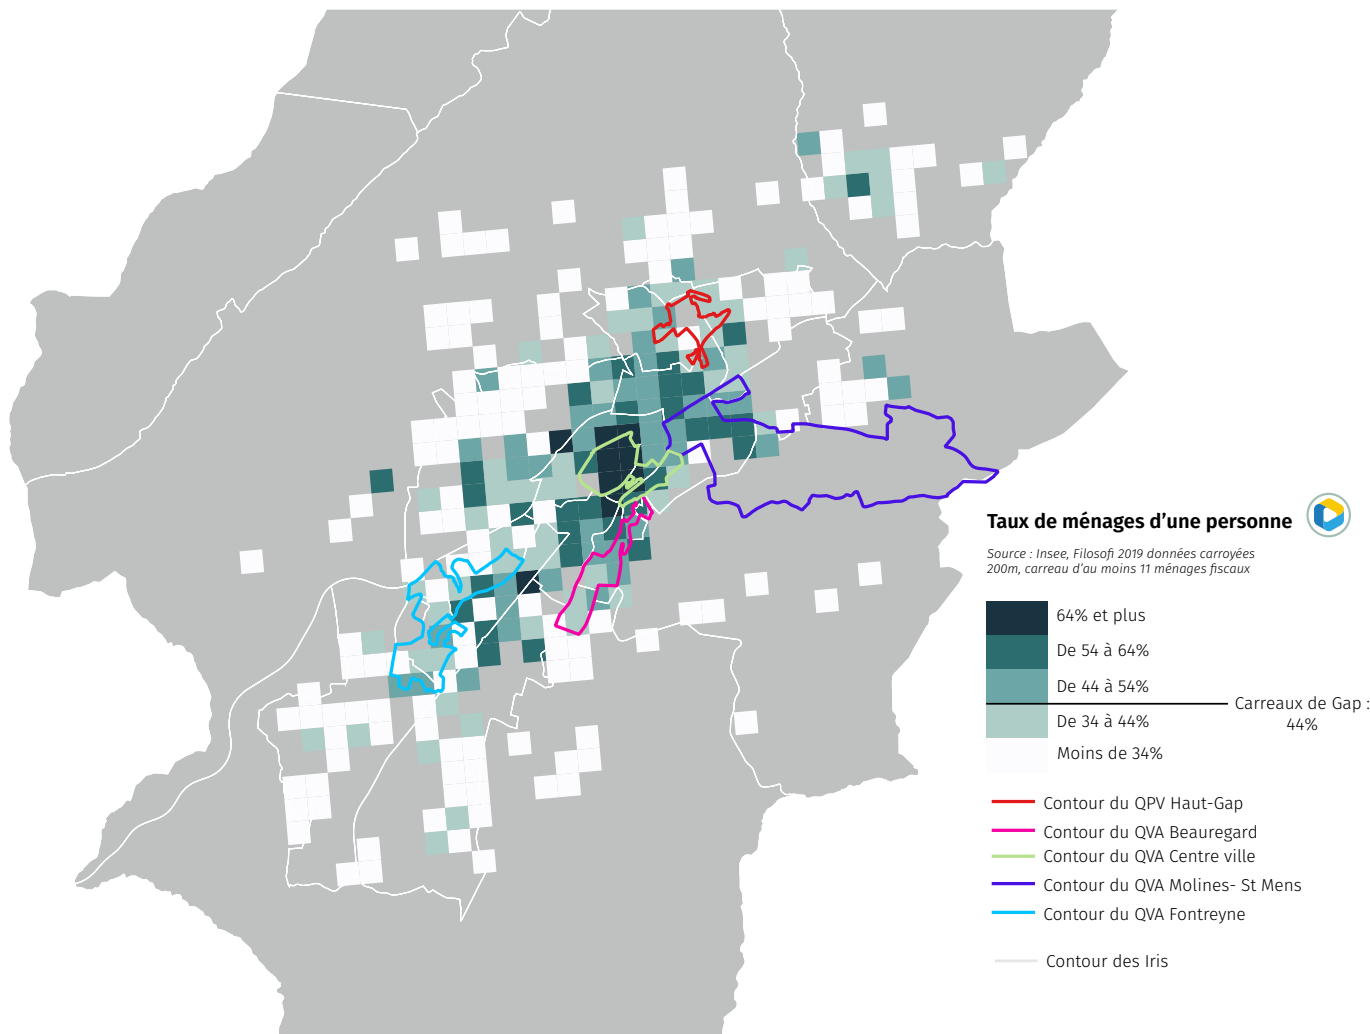 Taux de ménages d’une personne
Source : Insee, Filosofi 2019 données carroyées
200m, carreau d’au moins 11 ménages fiscaux
64% et plus
De 54 à 64%
De 44 à 54%
Carreaux de Gap :
44%
De 34 à 44%
Moins de 34%
Contour du QPV Haut-Gap
Contour du QVA Beauregard
Contour du QVA Centre ville
Contour du QVA Molines- St Mens
Contour du QVA Fontreyne
Contour des Iris